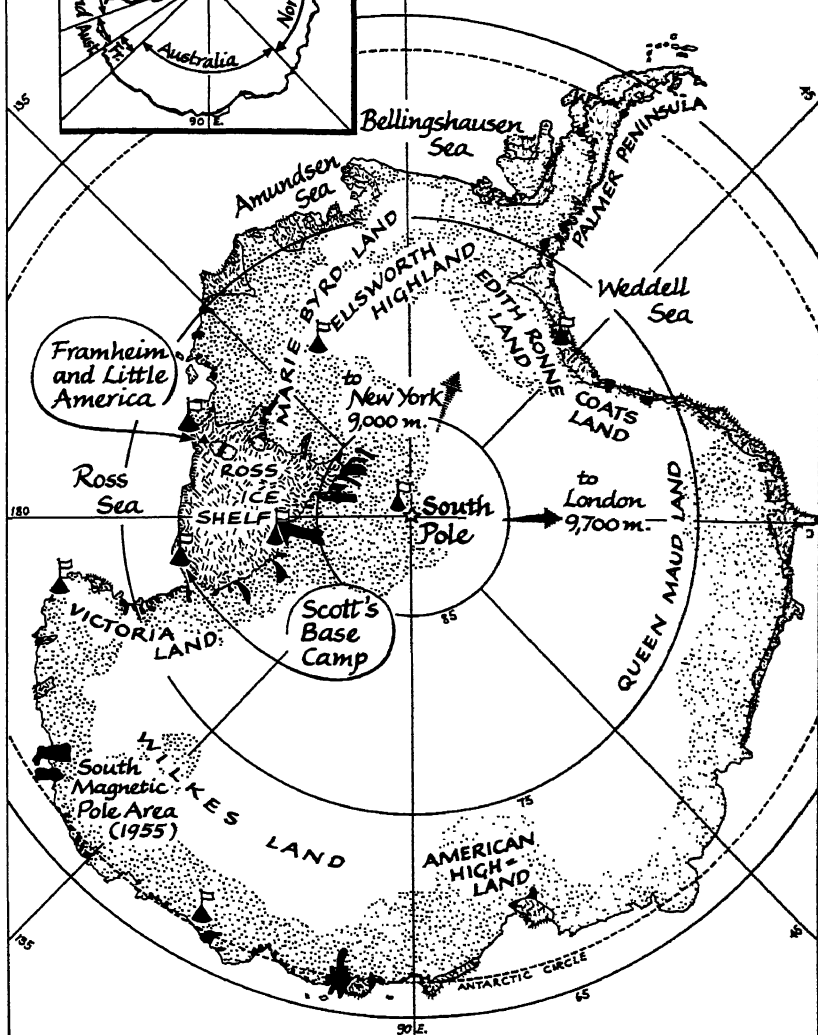 Nor
Aust
Australia
90 E.
135
45
Bellingshausen
Sea
Amundsen
Sea
PALMER PENINSULA
MARIE BYRD LAND
ELLSWORTH
HIGHLAND
EDITH RONNE
LAND
Weddell
Sea
Framheim
and Little
America
to
New York
9,000 m.
COATS
LAND
Ross
Sea
ROSS
ICE
SHELF
180
South
Pole
to
London
9,700 m.
QUEEN MAUD LAND
VICTORIA
LAND
Scott's
Base
Camp
85
WILKES LAND
South
Magnetic
Pole Area
(1955)
75
AMERICAN
HIGH=
LAND
135
45
ANTARCTIC CIRCLE
65
90 E.